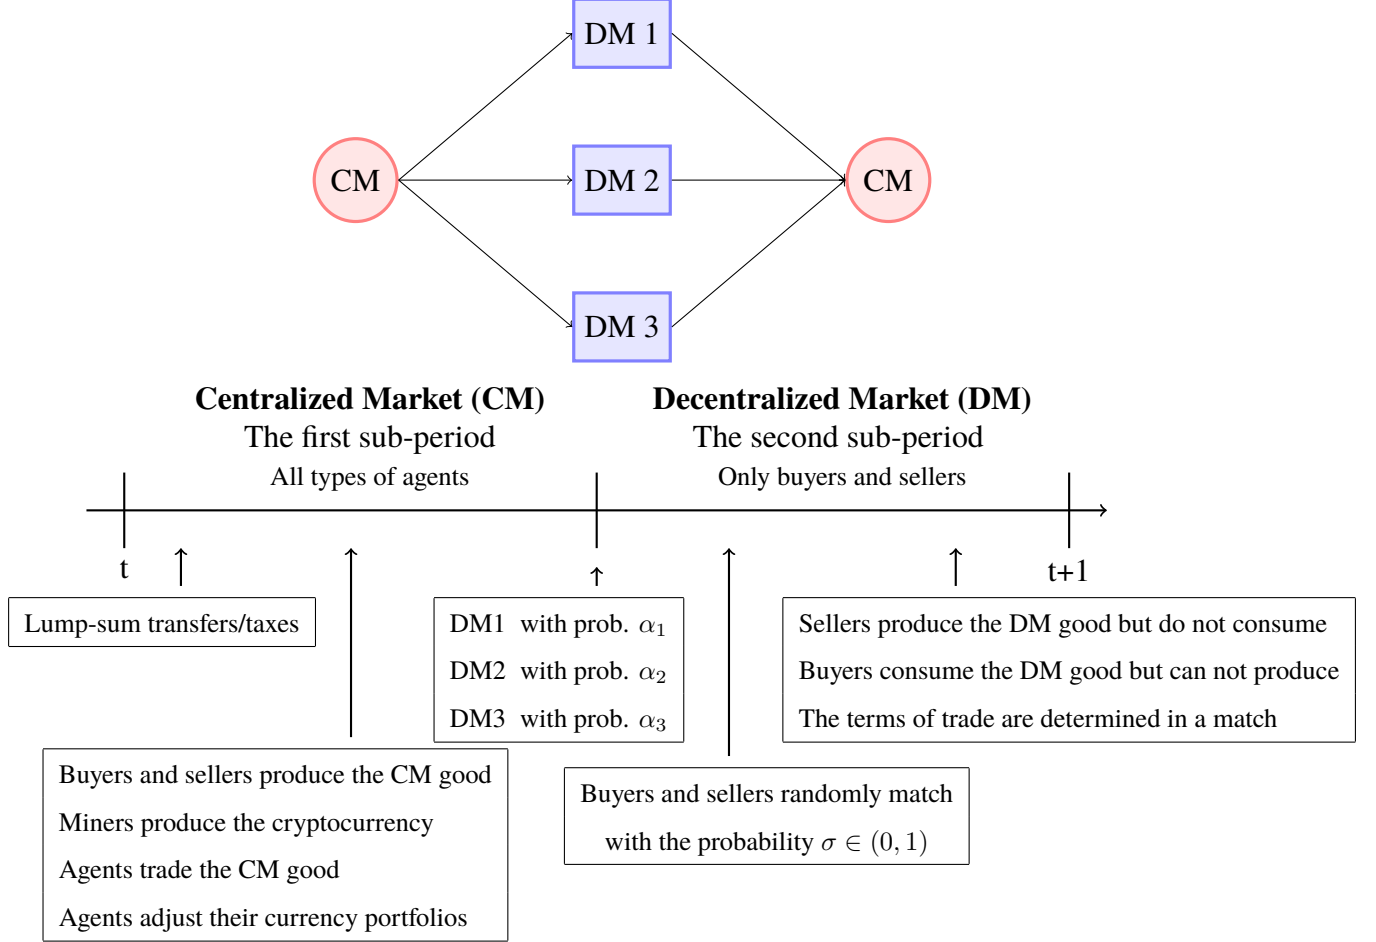 DM 1
CM
DM 2
CM
DM 3
Centralized Market (CM)
The first sub-period
All types of agents
Decentralized Market (DM)
The second sub-period
Only buyers and sellers
t
t+1
Lump-sum transfers/taxes
DM1 with prob. α₁
DM2 with prob. α₂
DM3 with prob. α₃
Sellers produce the DM good but do not consume
Buyers consume the DM good but can not produce
The terms of trade are determined in a match
Buyers and sellers produce the CM good
Miners produce the cryptocurrency
Agents trade the CM good
Agents adjust their currency portfolios
Buyers and sellers randomly match
with the probability σ ∈ (0, 1)